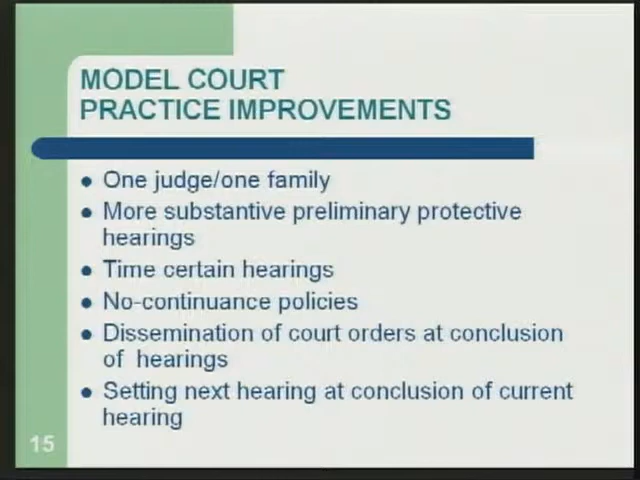 MODEL COURT
PRACTICE IMPROVEMENTS
● One judge/one family
● More substantive preliminary protective
hearings
● Time certain hearings
● No-continuance policies
● Dissemination of court orders at conclusion
of hearings
● Setting next hearing at conclusion of current
hearing
15